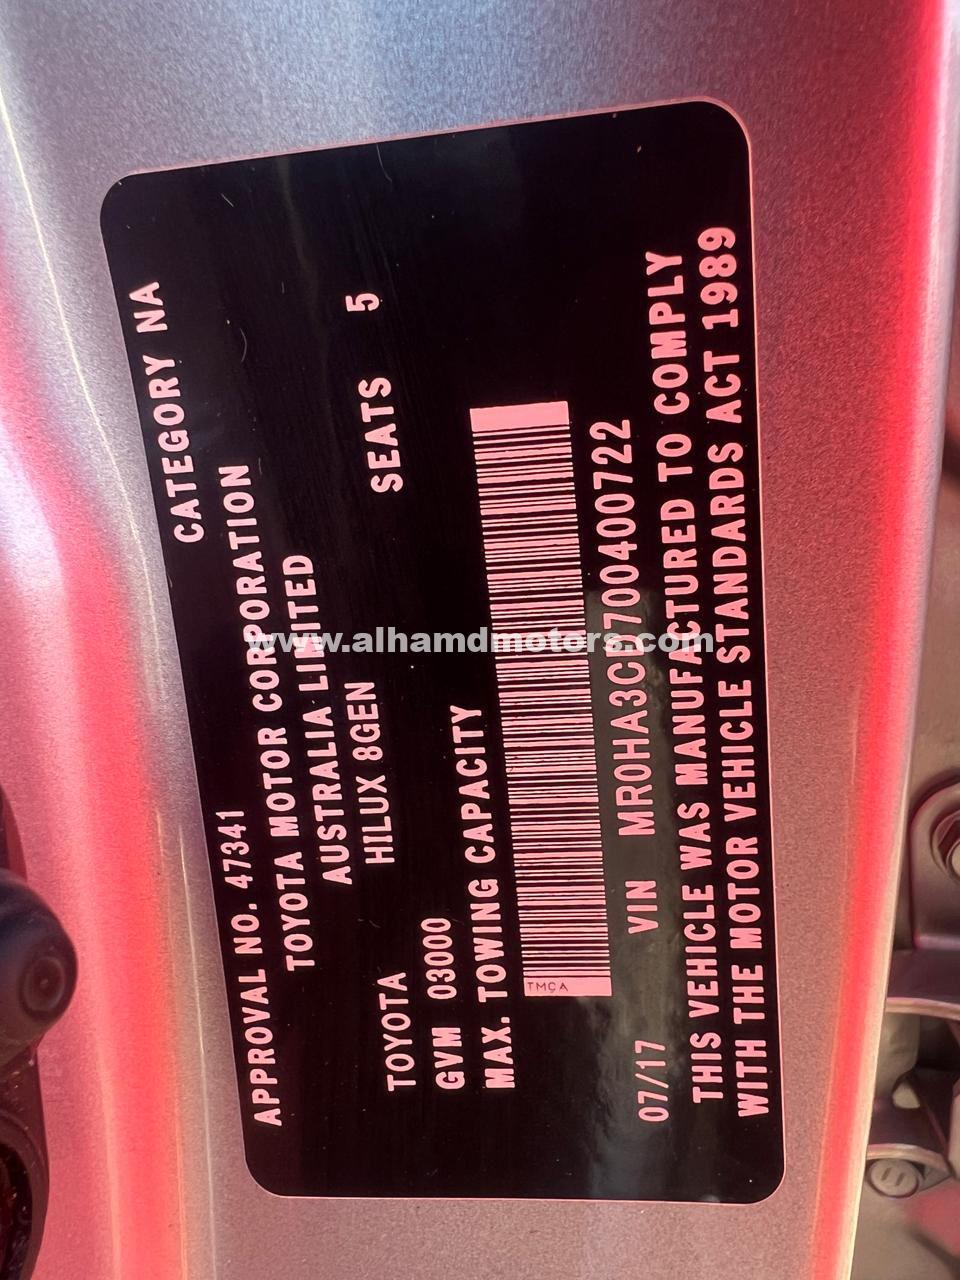 APPROVAL NO. 47341 CATEGORY NA
TOYOTA MOTOR CORPORATION
AUSTRALIA LIMITED
TOYOTA HILUX 8GEN
GVM 03000 SEATS 5
MAX. TOWING CAPACITY
TMCA
07/17 VIN MR0HA3CD700400722
THIS VEHICLE WAS MANUFACTURED TO COMPLY
WITH THE MOTOR VEHICLE STANDARDS ACT 1989
www.alhamdmotors.com